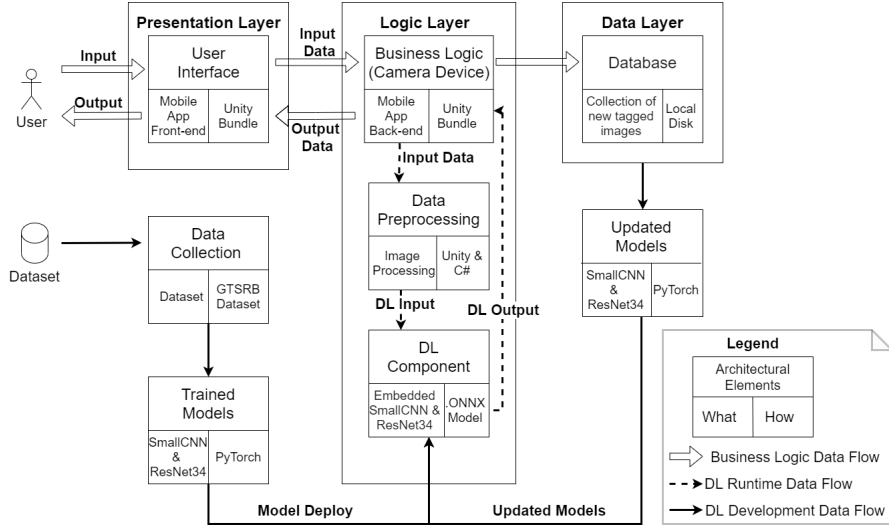 Presentation Layer
Logic Layer
Data Layer
Input
User
Interface
Input
Data
Business Logic
(Camera Device)
Database
Output
User
Mobile
App
Front-end
Unity
Bundle
Output
Data
Mobile
App
Back-end
Unity
Bundle
Collection of
new tagged
images
Local
Disk
Input Data
Data
Preprocessing
Image
Processing
Unity &
C#
DL Input
DL Output
Dataset
Data
Collection
Dataset
GTSRB
Dataset
Updated
Models
SmallCNN
&
ResNet34
PyTorch
DL
Component
Embedded
SmallCNN &
ResNet34
.ONNX
Model
Trained
Models
SmallCNN
&
ResNet34
PyTorch
Model Deploy
Updated Models
Legend
Architectural
Elements
What
How
Business Logic Data Flow
DL Runtime Data Flow
DL Development Data Flow